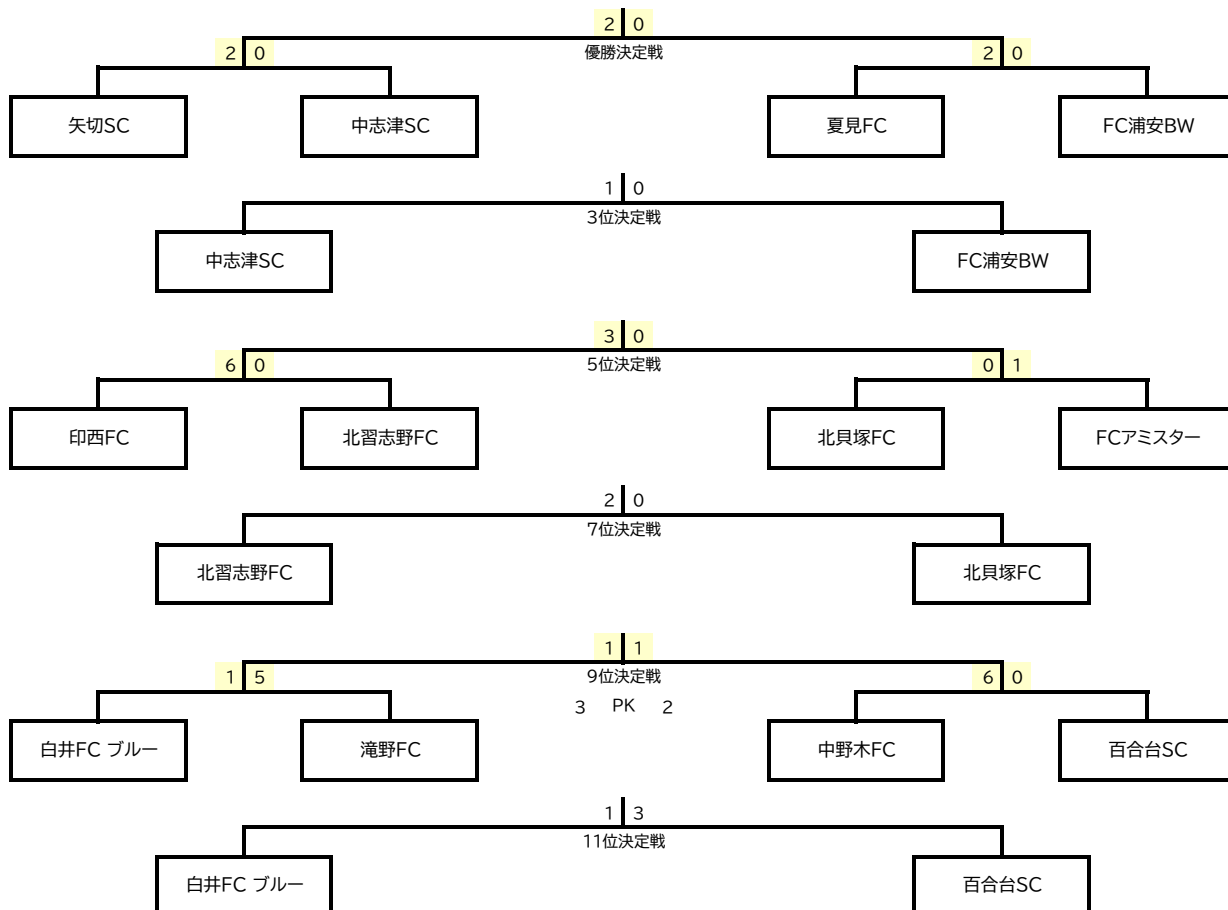 2 0
優勝決定戦
2 0 2 0
矢切SC 中志津SC 夏見FC FC浦安BW
1 0
3位決定戦
中志津SC FC浦安BW
3 0
5位決定戦
6 0 0 1
印西FC 北習志野FC 北貝塚FC FCアミスター
2 0
7位決定戦
北習志野FC 北貝塚FC
1 1
9位決定戦
1 5 6 0
3 PK 2
白井FC ブルー 滝野FC 中野木FC 百合台SC
1 3
11位決定戦
白井FC ブルー 百合台SC